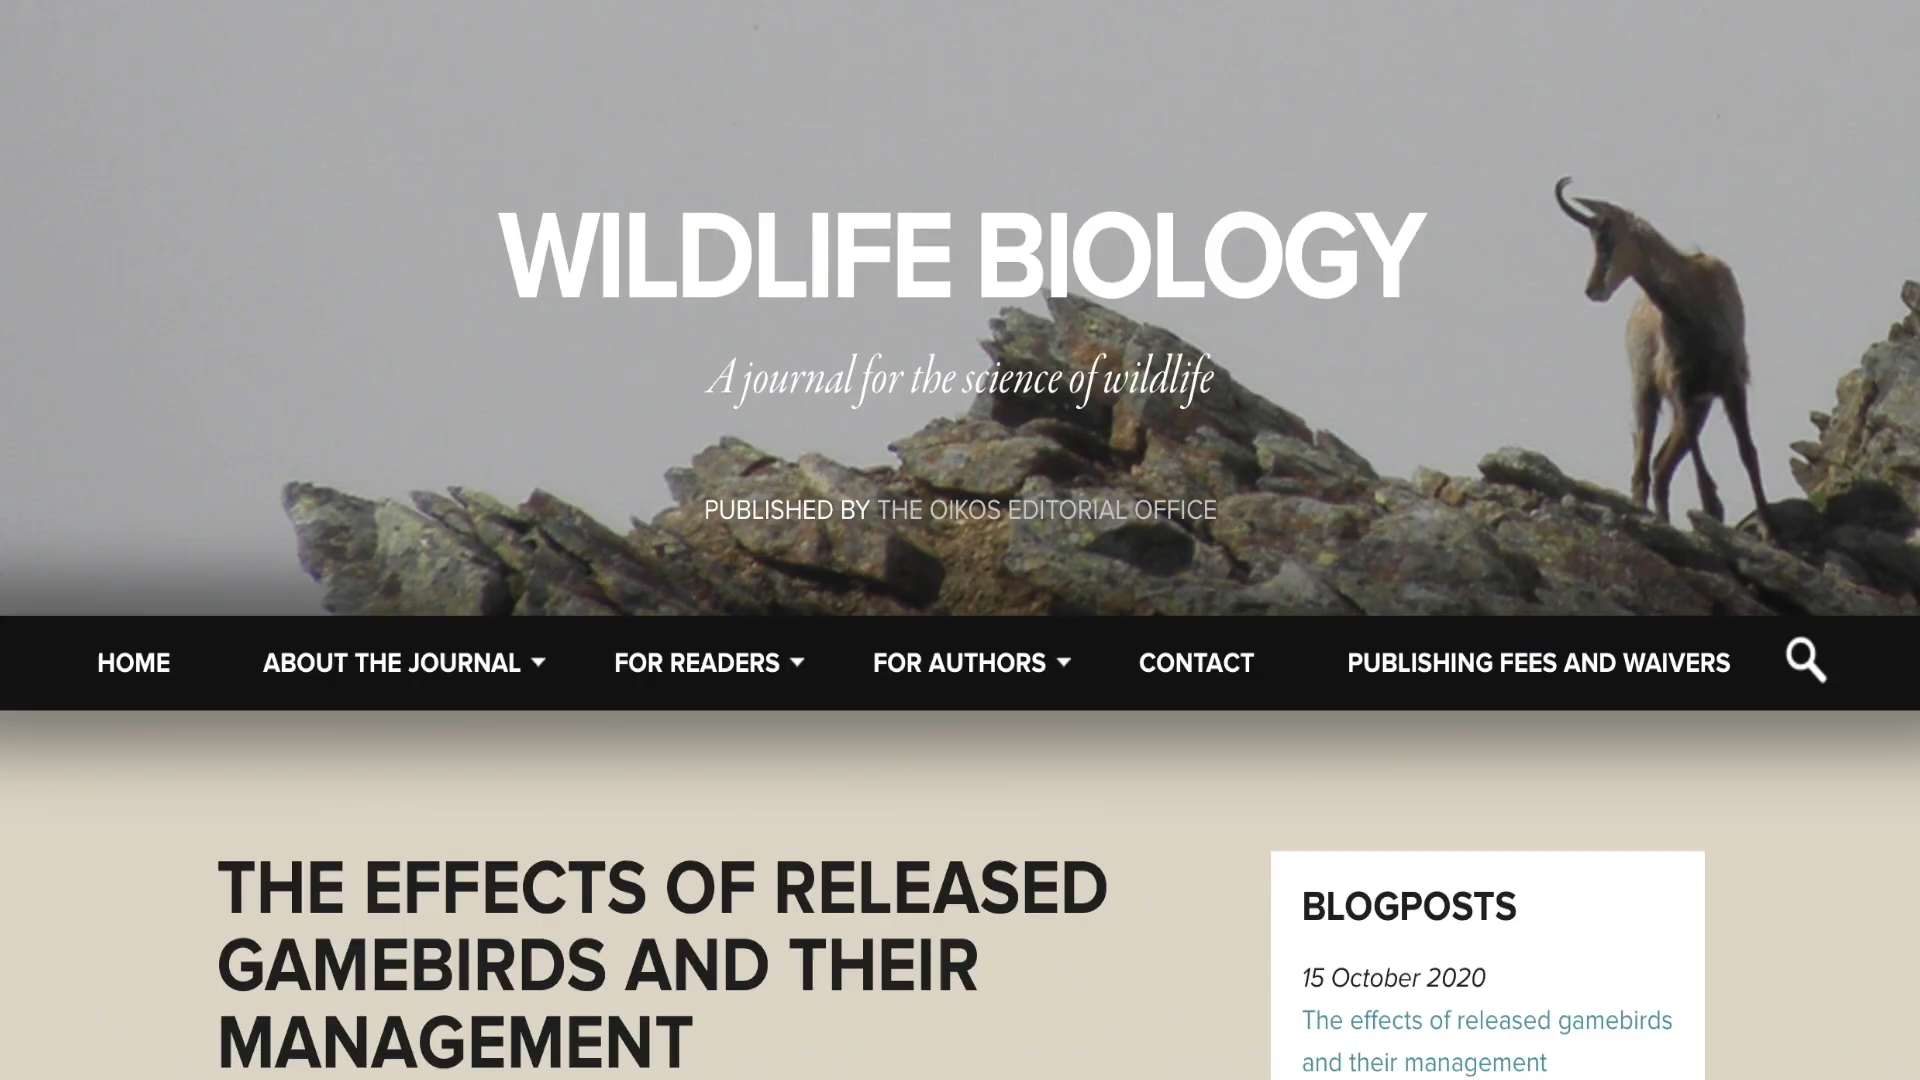 WILDLIFE BIOLOGY
A journal for the science of wildlife
PUBLISHED BY THE OIKOS EDITORIAL OFFICE
HOME ABOUT THE JOURNAL FOR READERS FOR AUTHORS CONTACT PUBLISHING FEES AND WAIVERS
THE EFFECTS OF RELEASED
GAMEBIRDS AND THEIR
MANAGEMENT
BLOGPOSTS
15 October 2020
The effects of released gamebirds
and their management